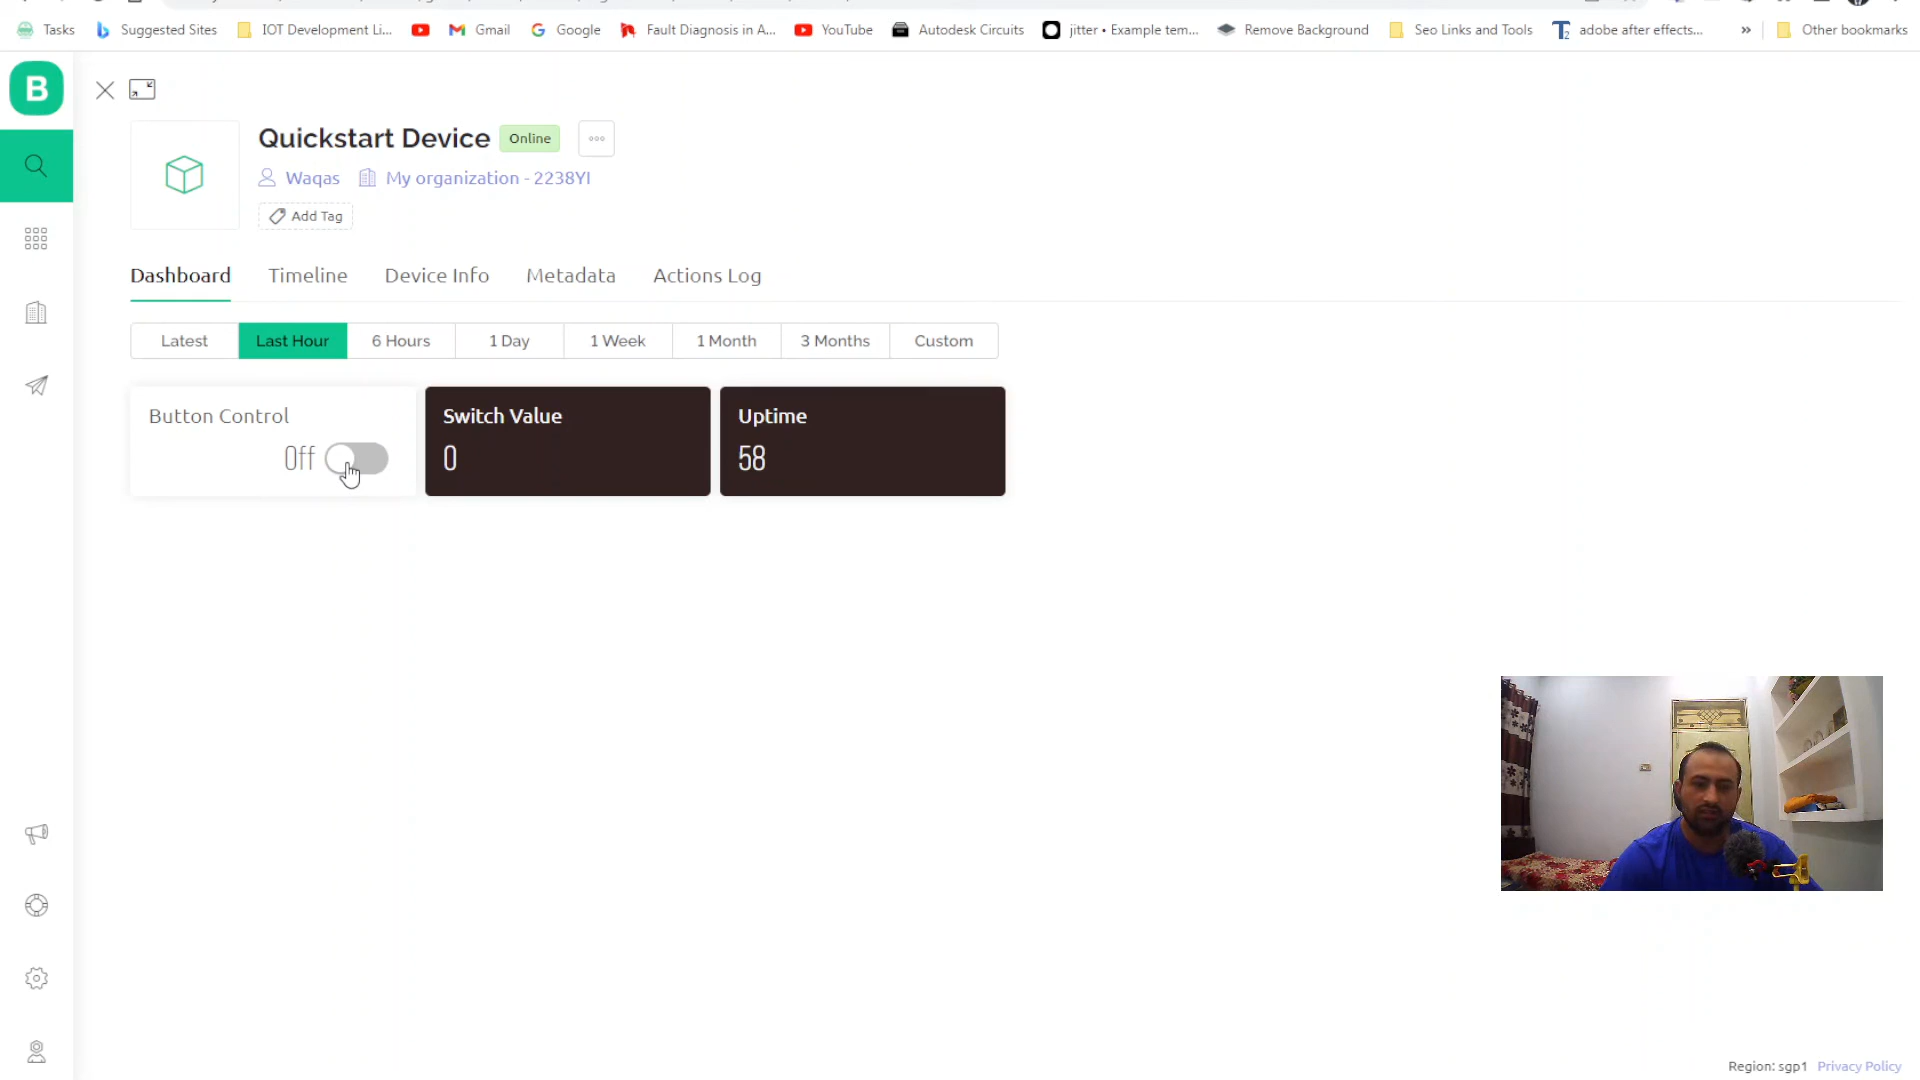 Tasks
Suggested Sites
IOT Development Li...
Gmail
Google
Fault Diagnosis in A...
YouTube
Autodesk Circuits
jitter • Example tem...
Remove Background
Seo Links and Tools
adobe after effects...
»
Other bookmarks
B
Quickstart Device
Online
Waqas
My organization - 2238YI
Add Tag
Dashboard
Timeline
Device Info
Metadata
Actions Log
Latest
Last Hour
6 Hours
1 Day
1 Week
1 Month
3 Months
Custom
Button Control
Off
Switch Value
0
Uptime
58
Region: sgp1
Privacy Policy